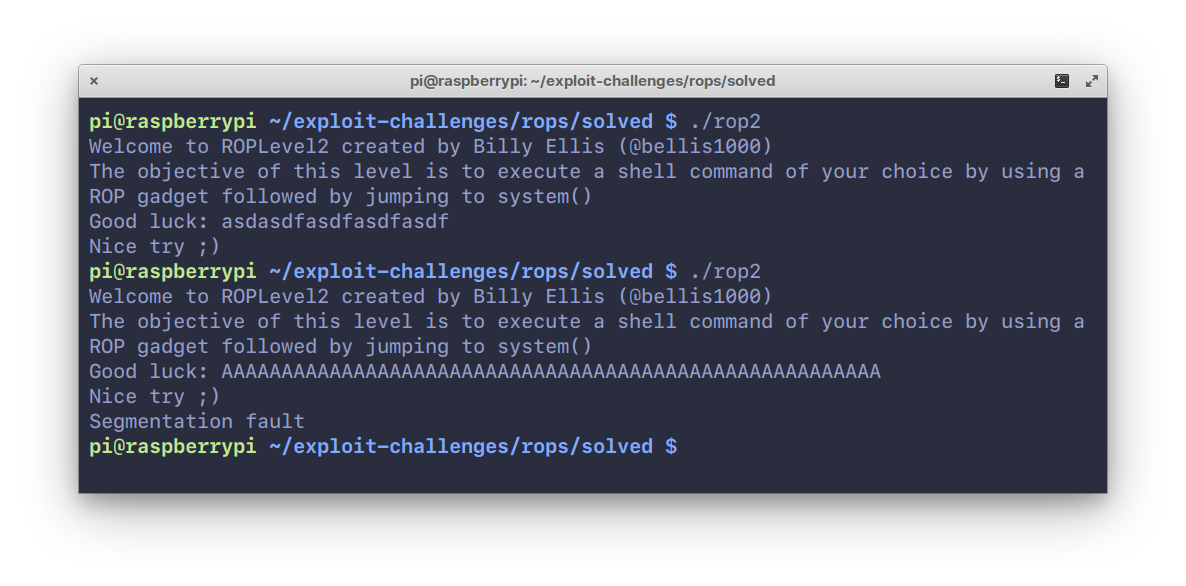 pi@raspberrypi: ~/exploit-challenges/rops/solved
pi@raspberrypi ~/exploit-challenges/rops/solved $ ./rop2
Welcome to ROPLevel2 created by Billy Ellis (@bellis1000)
The objective of this level is to execute a shell command of your choice by using a
ROP gadget followed by jumping to system()
Good luck: asdasdfasdfasdfasdf
Nice try ;)
pi@raspberrypi ~/exploit-challenges/rops/solved $ ./rop2
Welcome to ROPLevel2 created by Billy Ellis (@bellis1000)
The objective of this level is to execute a shell command of your choice by using a
ROP gadget followed by jumping to system()
Good luck: AAAAAAAAAAAAAAAAAAAAAAAAAAAAAAAAAAAAAAAAAAAAAAAAAAAAAAA
Nice try ;)
Segmentation fault
pi@raspberrypi ~/exploit-challenges/rops/solved $